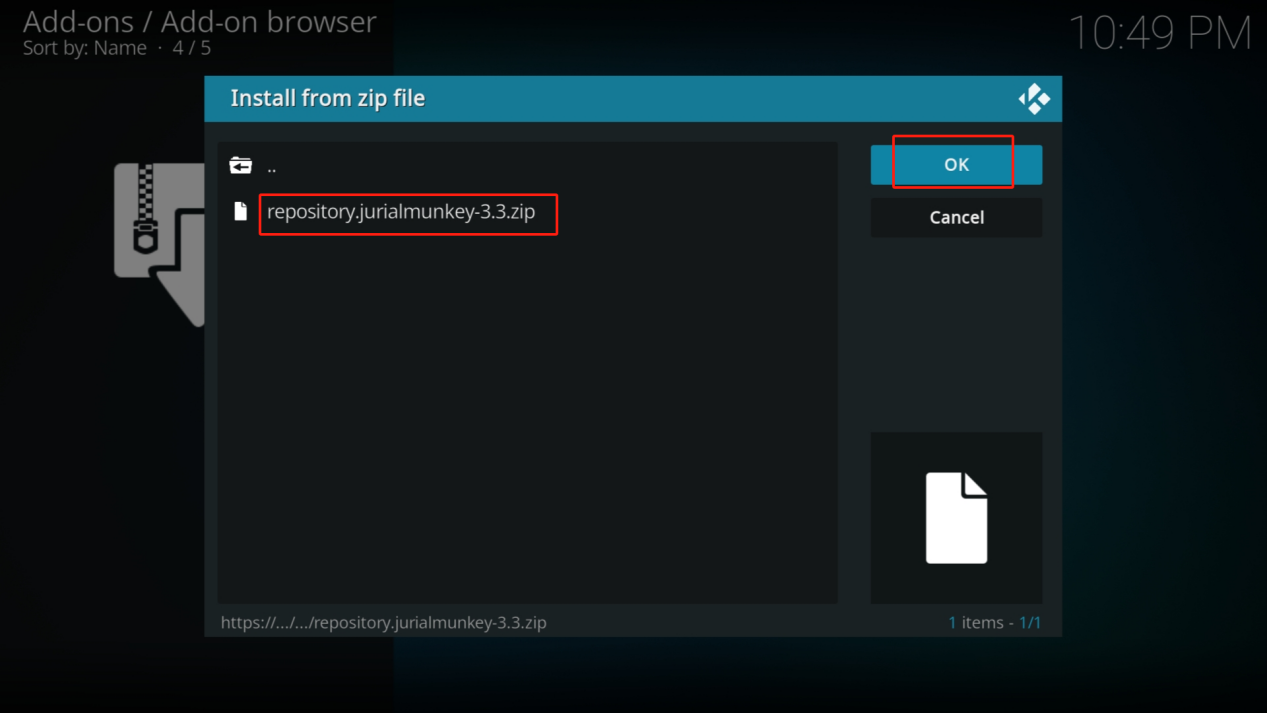 Add-ons / Add-on browser
Sort by: Name · 4 / 5
10:49 PM
Install from zip file
..
OK
repository.jurialmunkey-3.3.zip
Cancel
https://.../.../repository.jurialmunkey-3.3.zip
1 items - 1/1